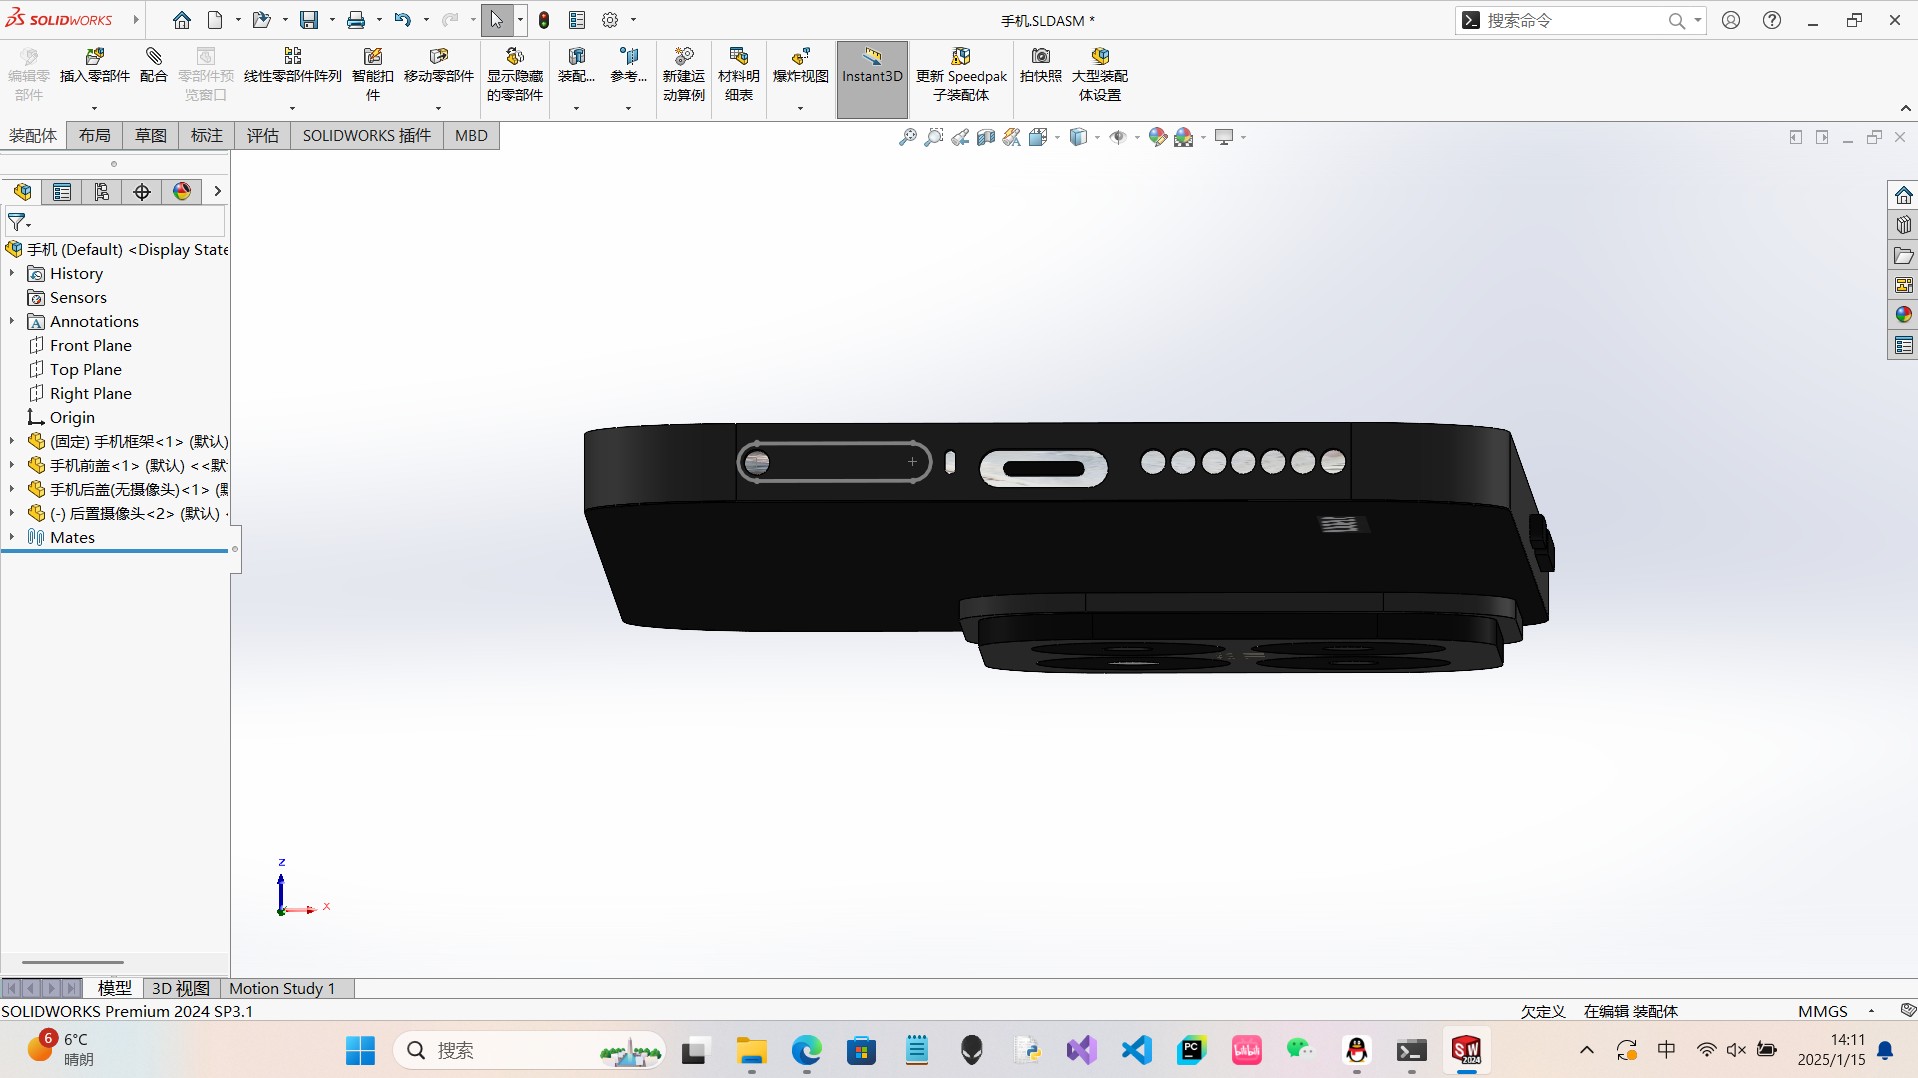 SOLIDWORKS
手机.SLDASM *
搜索命令
编辑零部件
插入零部件
配合
零部件预览窗口
线性零部件阵列
智能扣件
移动零部件
显示隐藏的零部件
装配...
参考...
新建运动算例
材料明细表
爆炸视图
Instant3D
更新 Speedpak 子装配体
拍快照
大型装配体设置
装配体
布局
草图
标注
评估
SOLIDWORKS 插件
MBD
手机 (Default) <Display State
History
Sensors
Annotations
Front Plane
Top Plane
Right Plane
Origin
(固定) 手机框架<1> (默认)
手机前盖<1> (默认) <<默
手机后盖(无摄像头)<1> (默
(-) 后置摄像头<2> (默认)
Mates
z
x
模型
3D 视图
Motion Study 1
SOLIDWORKS Premium 2024 SP3.1
欠定义
在编辑 装配体
MMGS
6
6°C
晴朗
搜索
PC
bilibili
SW
2024
中
14:11
2025/1/15